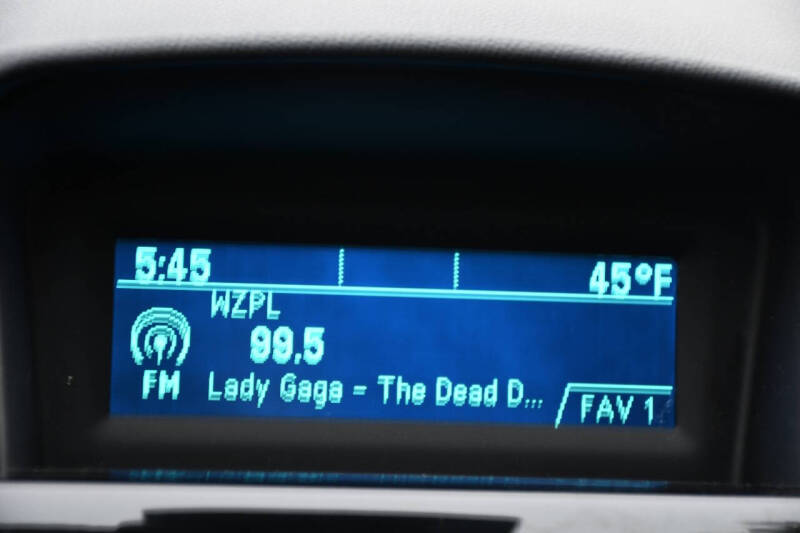 5:45 45°F
WZPL
99.5
FM Lady Gaga - The Dead D... FAV 1